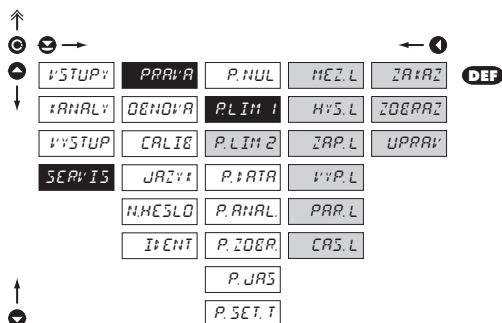 VSTUPY PRAVA P.NUL MEZ.L ZAKAZ DEF
KANALY OBNOVA P.LIM 1 HYS.L ZOBRAZ
VYSTUP CALIB P.LIM 2 ZAP.L UPRAV
SERVIS JAZYK P.DATA VYP.L
N.HESLO P.ANAL. PAR.L
IDENT P.ZOBR. CAS.L
P.JAS
P.SET.T